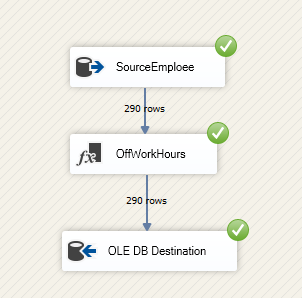 SourceEmploee
290 rows
OffWorkHours
290 rows
OLE DB Destination